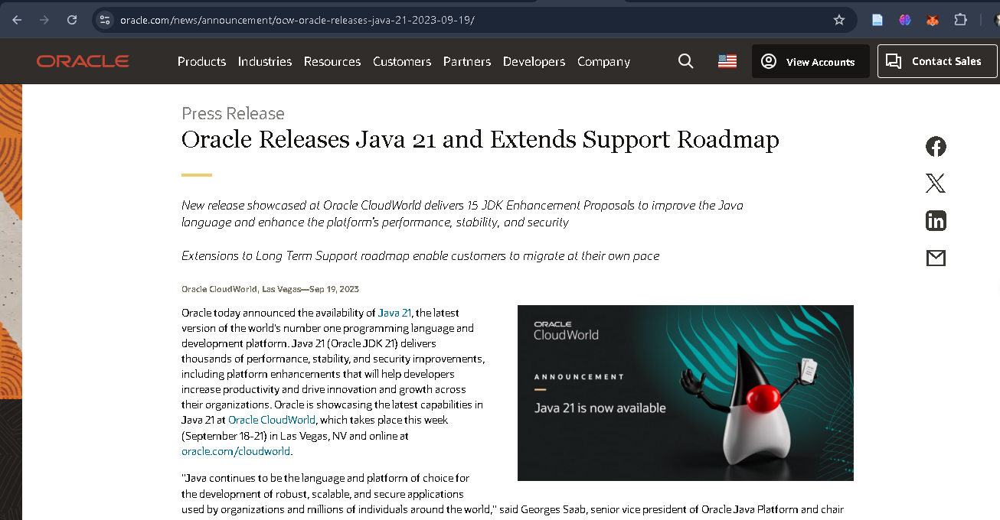 oracle.com/news/announcement/ocw-oracle-releases-java-21-2023-09-19/
ORACLE Products Industries Resources Customers Partners Developers Company View Accounts Contact Sales
Press Release
Oracle Releases Java 21 and Extends Support Roadmap
New release showcased at Oracle CloudWorld delivers 15 JDK Enhancement Proposals to improve the Java
language and enhance the platform's performance, stability, and security
Extensions to Long Term Support roadmap enable customers to migrate at their own pace
Oracle CloudWorld, Las Vegas—Sep 19, 2023
Oracle today announced the availability of Java 21, the latest
version of the world's number one programming language and
development platform. Java 21 (Oracle JDK 21) delivers
thousands of performance, stability, and security improvements,
including platform enhancements that will help developers
increase productivity and drive innovation and growth across
their organizations. Oracle is showcasing the latest capabilities in
Java 21 at Oracle CloudWorld, which takes place this week
(September 18-21) in Las Vegas, NV and online at
oracle.com/cloudworld.
ORACLE
CloudWorld
ANNOUNCEMENT
Java 21 is now available
"Java continues to be the language and platform of choice for
the development of robust, scalable, and secure applications
used by organizations and millions of individuals around the world," said Georges Saab, senior vice president of Oracle Java Platform and chair